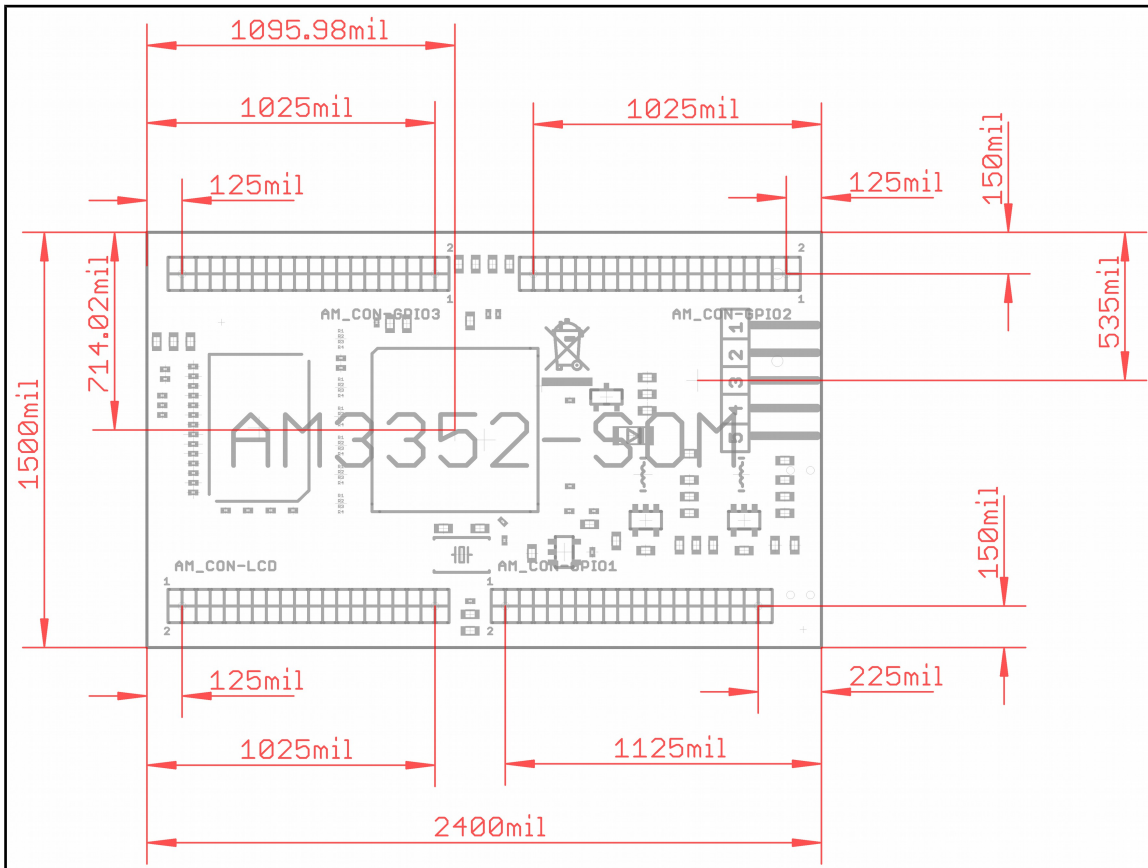 1095.98mil
1025mil
1025mil
125mil
125mil
150mil
2
2
1
1
AM_CON-GPIO3
AM_CON-GPIO2
714.02mil
535mil
1
2
3
4
5
1500mil
AM3352-SOM
AM_CON-LCD
AM_CON-GPIO1
1
1
2
2
150mil
125mil
225mil
1025mil
1125mil
2400mil